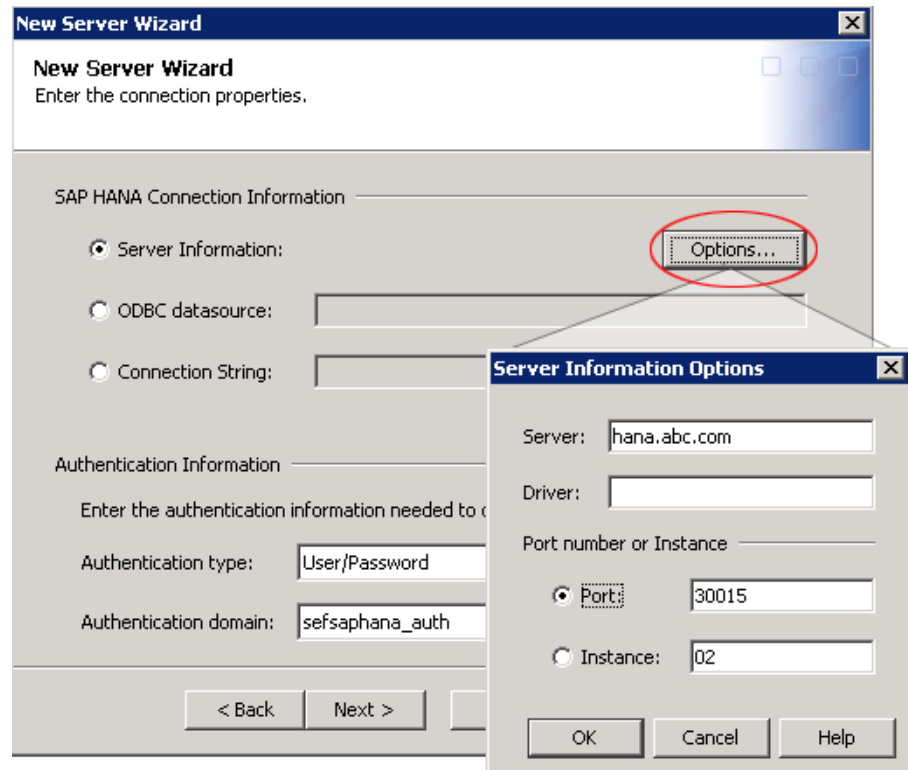 New Server Wizard
New Server Wizard
Enter the connection properties.
SAP HANA Connection Information
Server Information:
Options...
ODBC datasource:
Connection String:
Server Information Options
Server: hana.abc.com
Driver:
Port number or Instance
Port: 30015
Instance: 02
OK Cancel Help
Authentication Information
Enter the authentication information needed to
Authentication type: User/Password
Authentication domain: sefsaphana_auth
< Back Next >